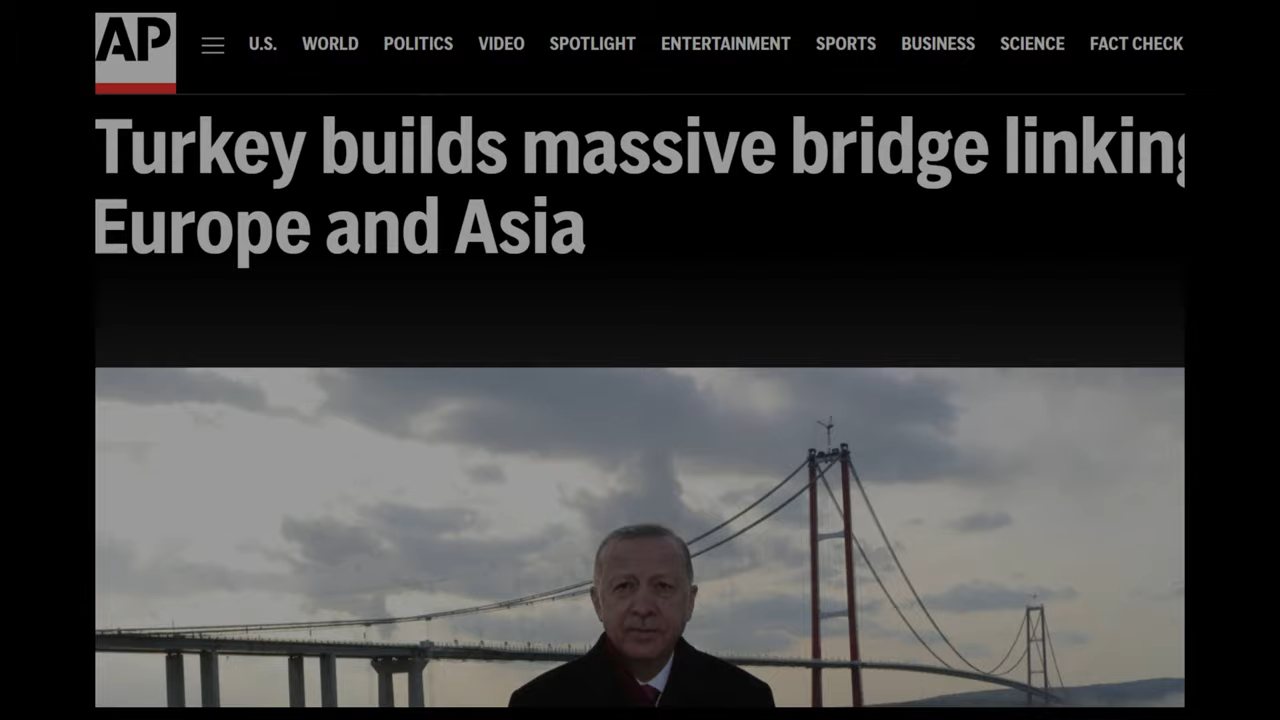 AP
U.S. WORLD POLITICS VIDEO SPOTLIGHT ENTERTAINMENT SPORTS BUSINESS SCIENCE FACT CHECK
Turkey builds massive bridge linking
Europe and Asia